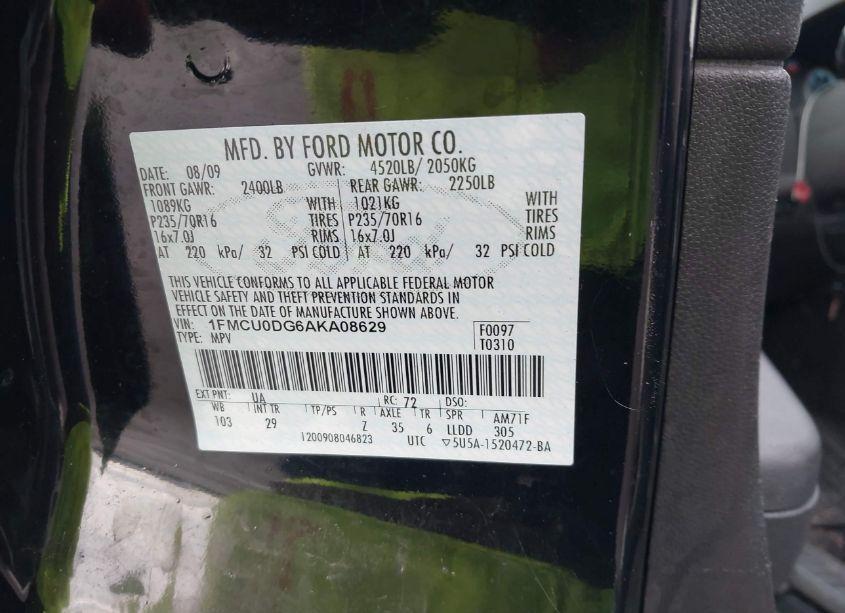 MFD. BY FORD MOTOR CO.
DATE: 08/09 GVWR: 4520LB/ 2050KG
FRONT GAWR: 2400LB REAR GAWR: 2250LB
1089KG WITH 1021KG WITH
P235/70R16 TIRES P235/70R16 TIRES
16x7.0J RIMS 16x7.0J RIMS
AT 220 kPa/ 32 PSI COLD AT 220 kPa/ 32 PSI COLD
THIS VEHICLE CONFORMS TO ALL APPLICABLE FEDERAL MOTOR
VEHICLE SAFETY AND THEFT PREVENTION STANDARDS IN
EFFECT ON THE DATE OF MANUFACTURE SHOWN ABOVE.
VIN: 1FMCU0DG6AKA08629 F0097
TYPE: MPV T0310
EXT PNT: UA RC: 72 DSO:
WB INT TR TP/PS R AXLE TR SPR AM71F
103 29 Z 35 6 LLDD 305
1200908046823 UTC ▽5U5A-1520472-BA